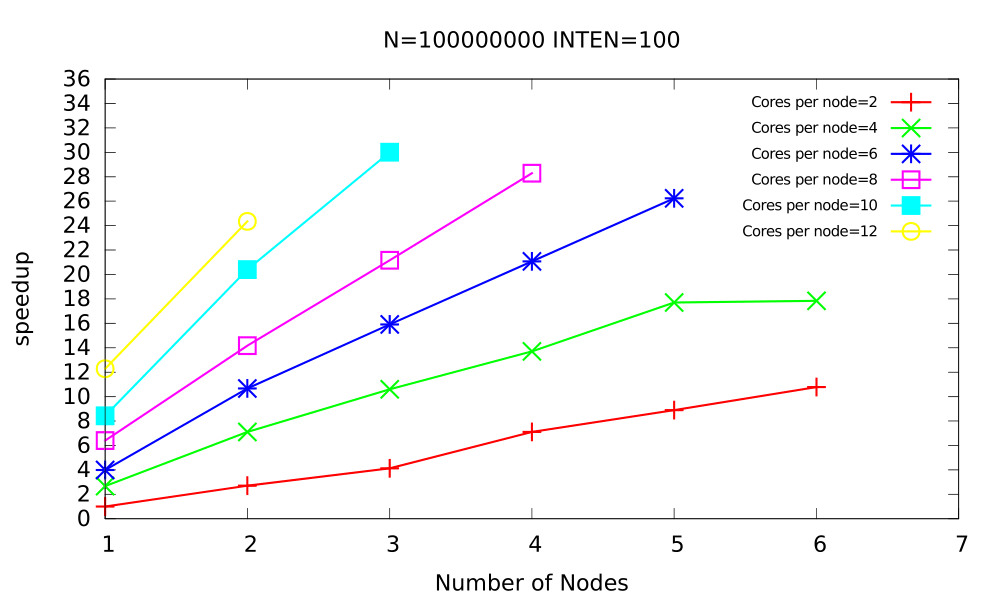 N=100000000 INTEN=100
36
34
32
30
28
26
24
22
20
18
16
14
12
10
8
6
4
2
0
speedup
Cores per node=2
Cores per node=4
Cores per node=6
Cores per node=8
Cores per node=10
Cores per node=12
1 2 3 4 5 6 7
Number of Nodes